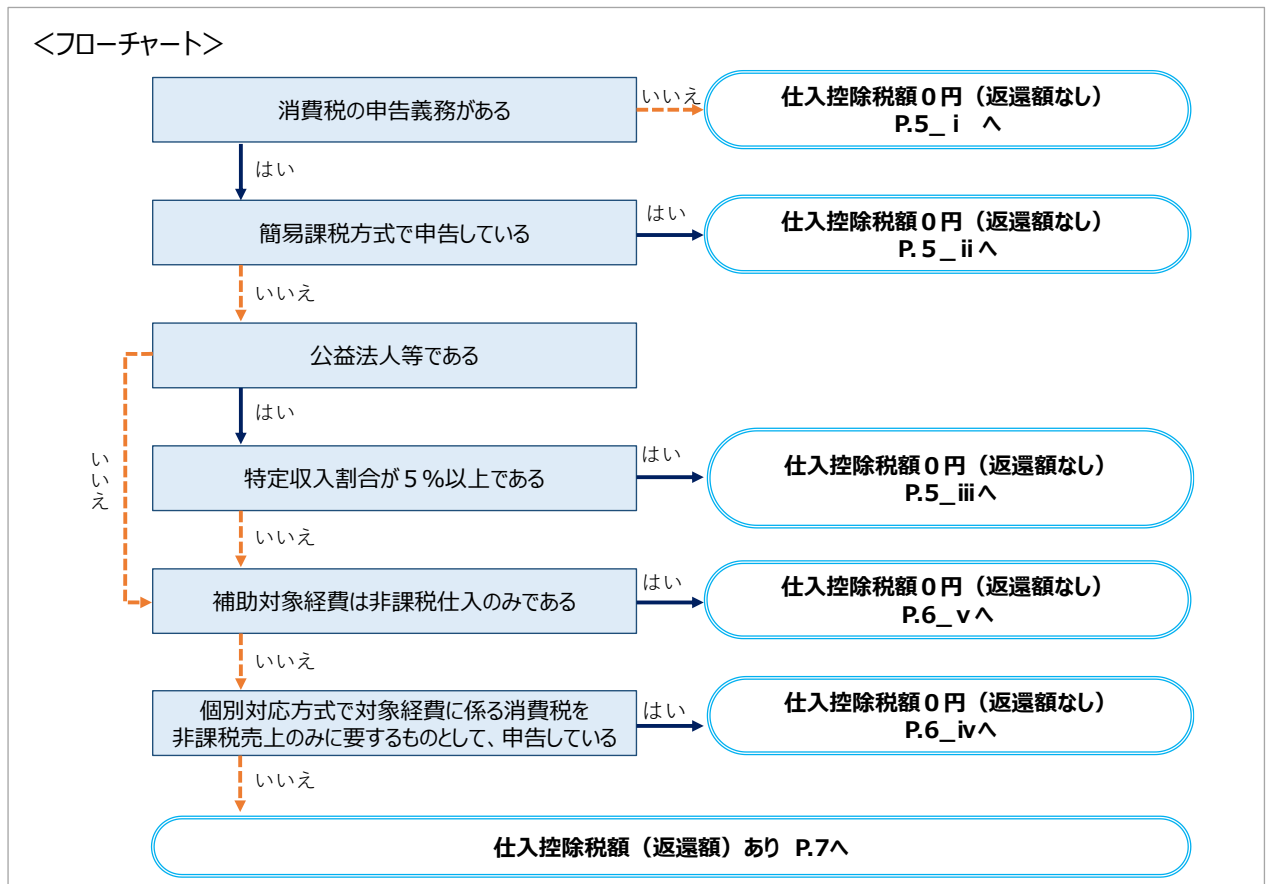 ＜フローチャート＞
消費税の申告義務がある
いいえ
仕入控除税額０円（返還額なし）
P.5_ⅰ へ
はい
簡易課税方式で申告している
はい
仕入控除税額０円（返還額なし）
P.５_ⅱへ
いいえ
公益法人等である
はい
いいえ
特定収入割合が５%以上である
はい
仕入控除税額０円（返還額なし）
P.5_ⅲへ
いいえ
補助対象経費は非課税仕入のみである
はい
仕入控除税額０円（返還額なし）
P.6_ⅴへ
いいえ
個別対応方式で対象経費に係る消費税を
非課税売上のみに要するものとして、申告している
はい
仕入控除税額０円（返還額なし）
P.6_ⅳへ
いいえ
仕入控除税額（返還額）あり P.7へ